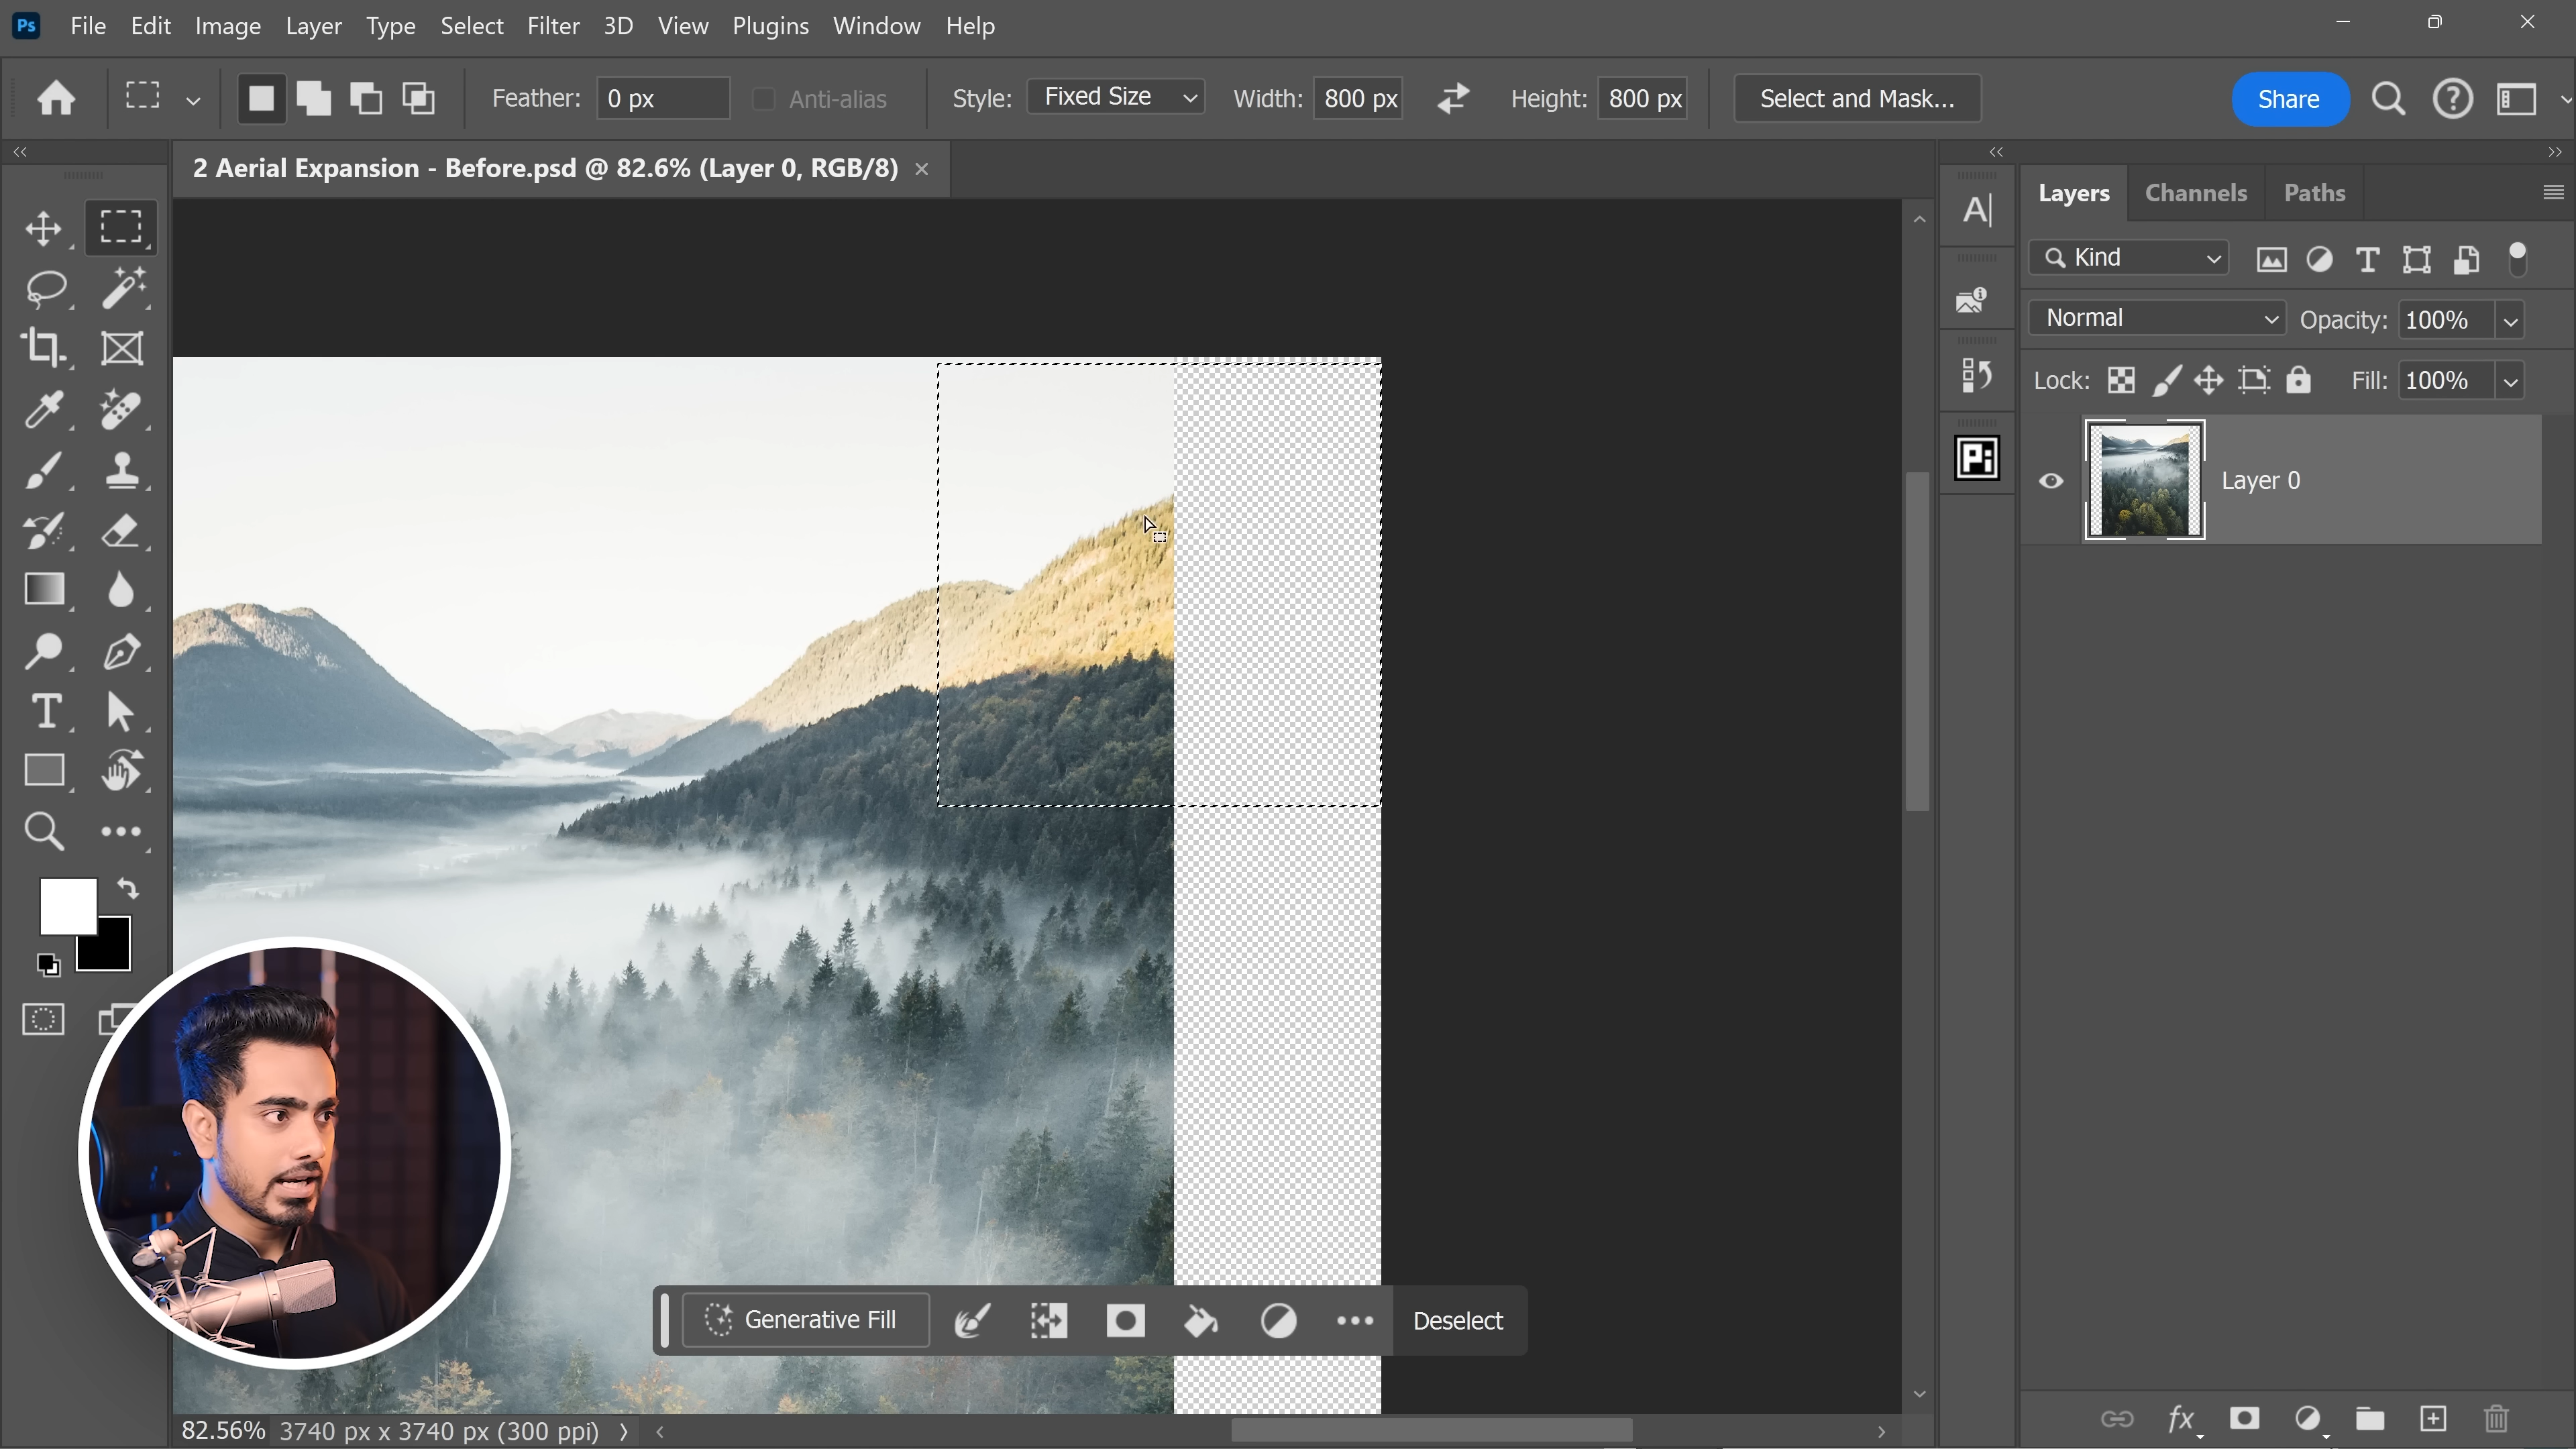 Ps File Edit Image Layer Type Select Filter 3D View Plugins Window Help
Feather: 0 px Anti-alias Style: Fixed Size Width: 800 px Height: 800 px Select and Mask... Share
2 Aerial Expansion - Before.psd @ 82.6% (Layer 0, RGB/8)
Layers Channels Paths
Kind
Normal Opacity: 100%
Lock: Fill: 100%
Layer 0
Pi
Generative Fill Deselect
82.56% 3740 px x 3740 px (300 ppi)
fx